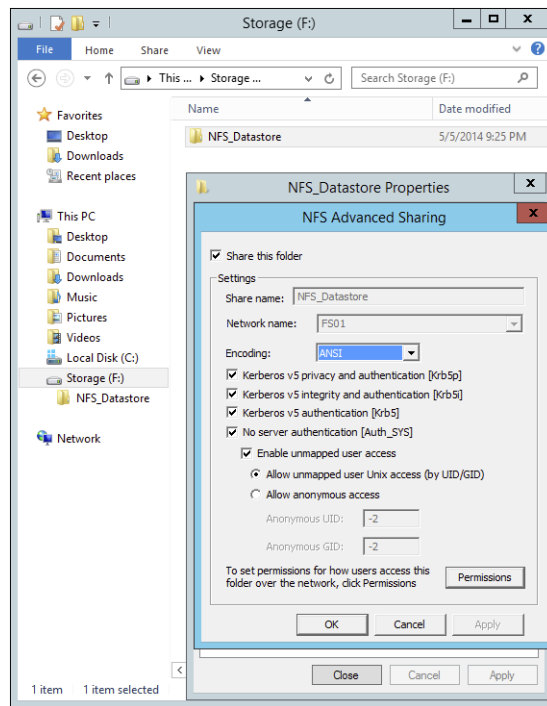 Storage (F:)
File Home Share View
This ... Storage ... Search Storage (F:)
Favorites
Desktop
Downloads
Recent places
This PC
Desktop
Documents
Downloads
Music
Pictures
Videos
Local Disk (C:)
Storage (F:)
NFS_Datastore
Network
Name Date modified
NFS_Datastore 5/5/2014 9:25 PM
NFS_Datastore Properties x
NFS Advanced Sharing x
Share this folder
Settings
Share name: NFS_Datastore
Network name: FS01
Encoding: ANSI
Kerberos v5 privacy and authentication [Krb5p]
Kerberos v5 integrity and authentication [Krb5i]
Kerberos v5 authentication [Krb5]
No server authentication [Auth_SYS]
Enable unmapped user access
Allow unmapped user Unix access (by UID/GID)
Allow anonymous access
Anonymous UID: -2
Anonymous GID: -2
To set permissions for how users access this
folder over the network, click Permissions
Permissions
OK Cancel Apply
Close Cancel Apply
1 item 1 item selected